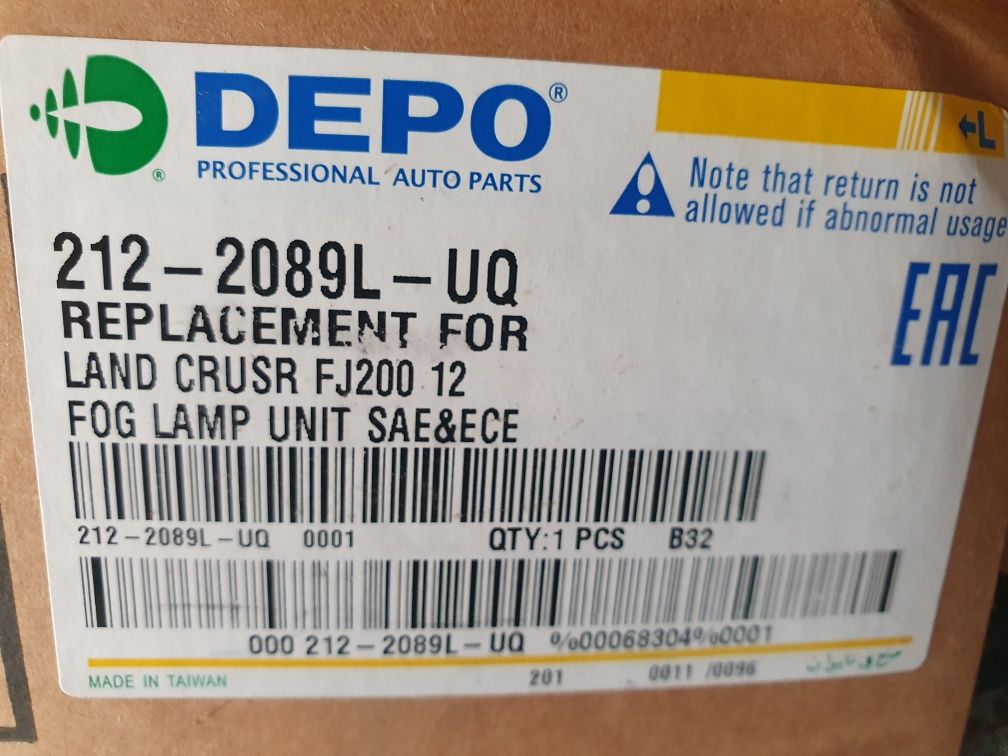 DEPO®
PROFESSIONAL AUTO PARTS
←L
Note that return is not
allowed if abnormal usage
212-2089L-UQ
REPLACEMENT FOR
LAND CRUSR FJ200 12
FOG LAMP UNIT SAE&ECE
EAC
212-2089L-UQ 0001 QTY:1 PCS B32
000 212-2089L-UQ %00068304%0001
MADE IN TAIWAN 201 0011 /0096